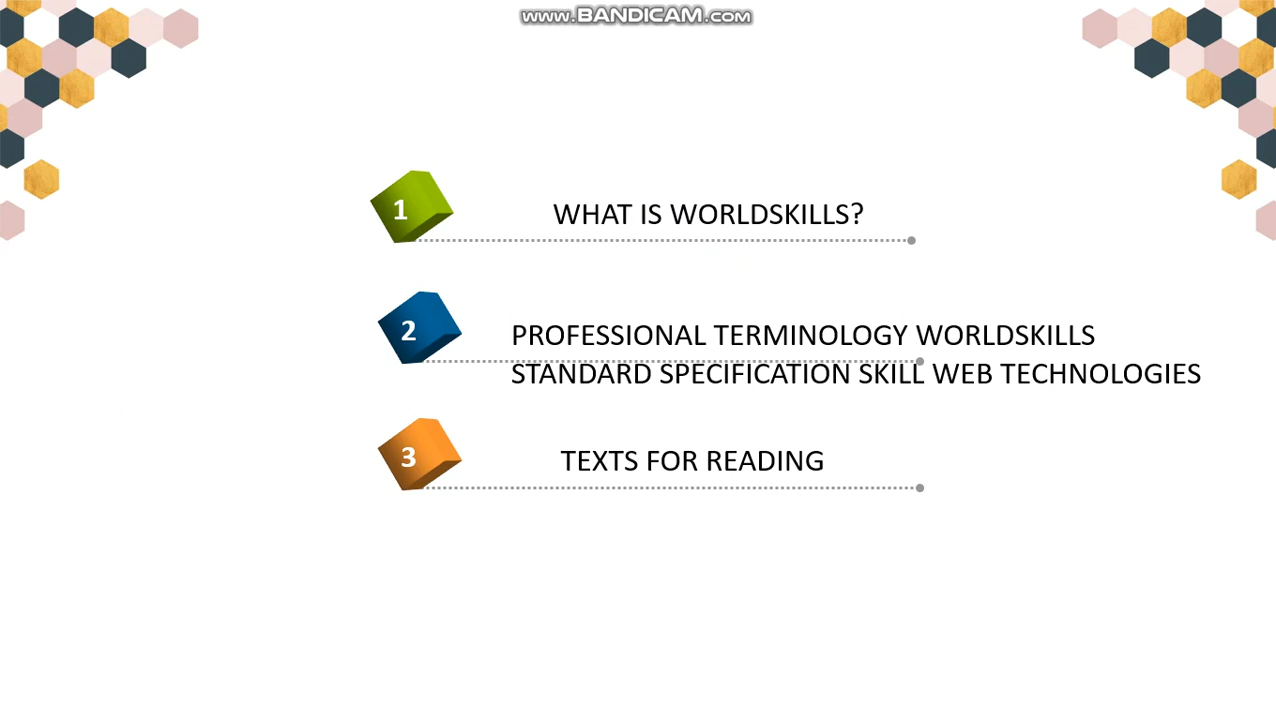 www.BANDICAM.com
1 WHAT IS WORLDSKILLS?
2 PROFESSIONAL TERMINOLOGY WORLDSKILLS
STANDARD SPECIFICATION SKILL WEB TECHNOLOGIES
3 TEXTS FOR READING